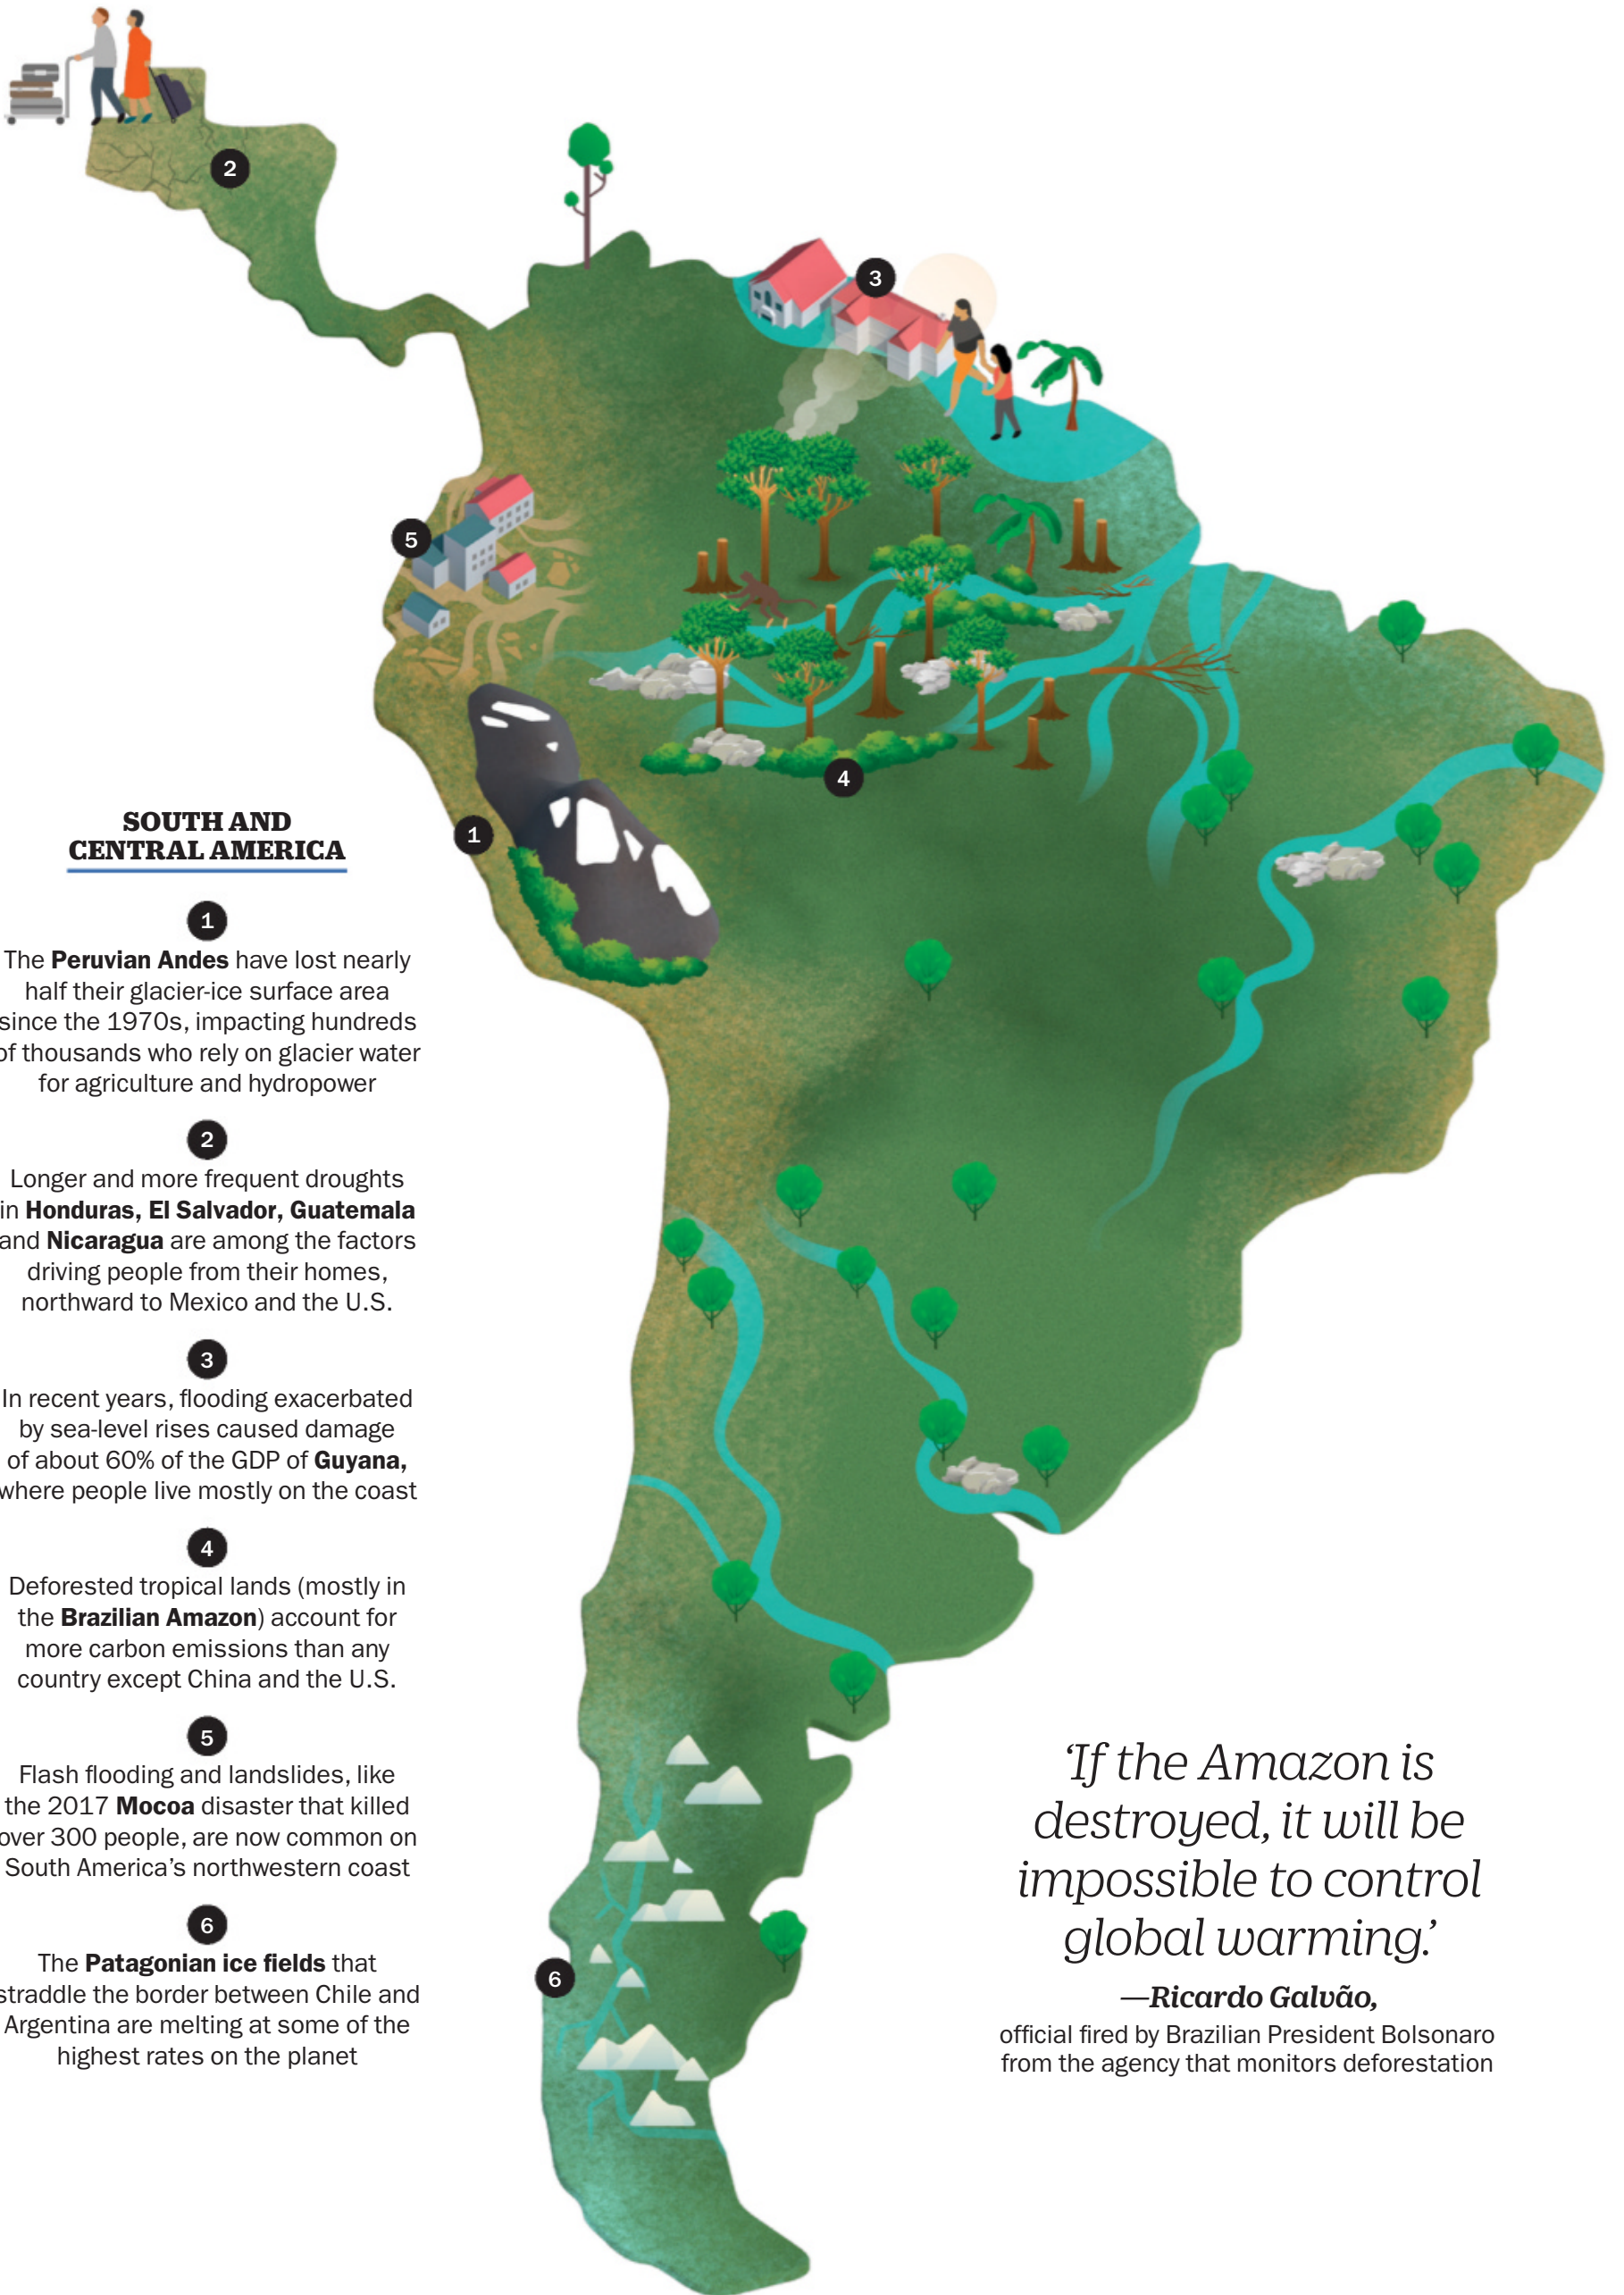 2
3
5
4
1
6
SOUTH AND
CENTRAL AMERICA
1
The Peruvian Andes have lost nearly
half their glacier-ice surface area
since the 1970s, impacting hundreds
of thousands who rely on glacier water
for agriculture and hydropower
2
Longer and more frequent droughts
in Honduras, El Salvador, Guatemala
and Nicaragua are among the factors
driving people from their homes,
northward to Mexico and the U.S.
3
In recent years, flooding exacerbated
by sea-level rises caused damage
of about 60% of the GDP of Guyana,
where people live mostly on the coast
4
Deforested tropical lands (mostly in
the Brazilian Amazon) account for
more carbon emissions than any
country except China and the U.S.
5
Flash flooding and landslides, like
the 2017 Mocoa disaster that killed
over 300 people, are now common on
South America’s northwestern coast
6
The Patagonian ice fields that
straddle the border between Chile and
Argentina are melting at some of the
highest rates on the planet
‘If the Amazon is
destroyed, it will be
impossible to control
global warming.’
—Ricardo Galvão,
official fired by Brazilian President Bolsonaro
from the agency that monitors deforestation